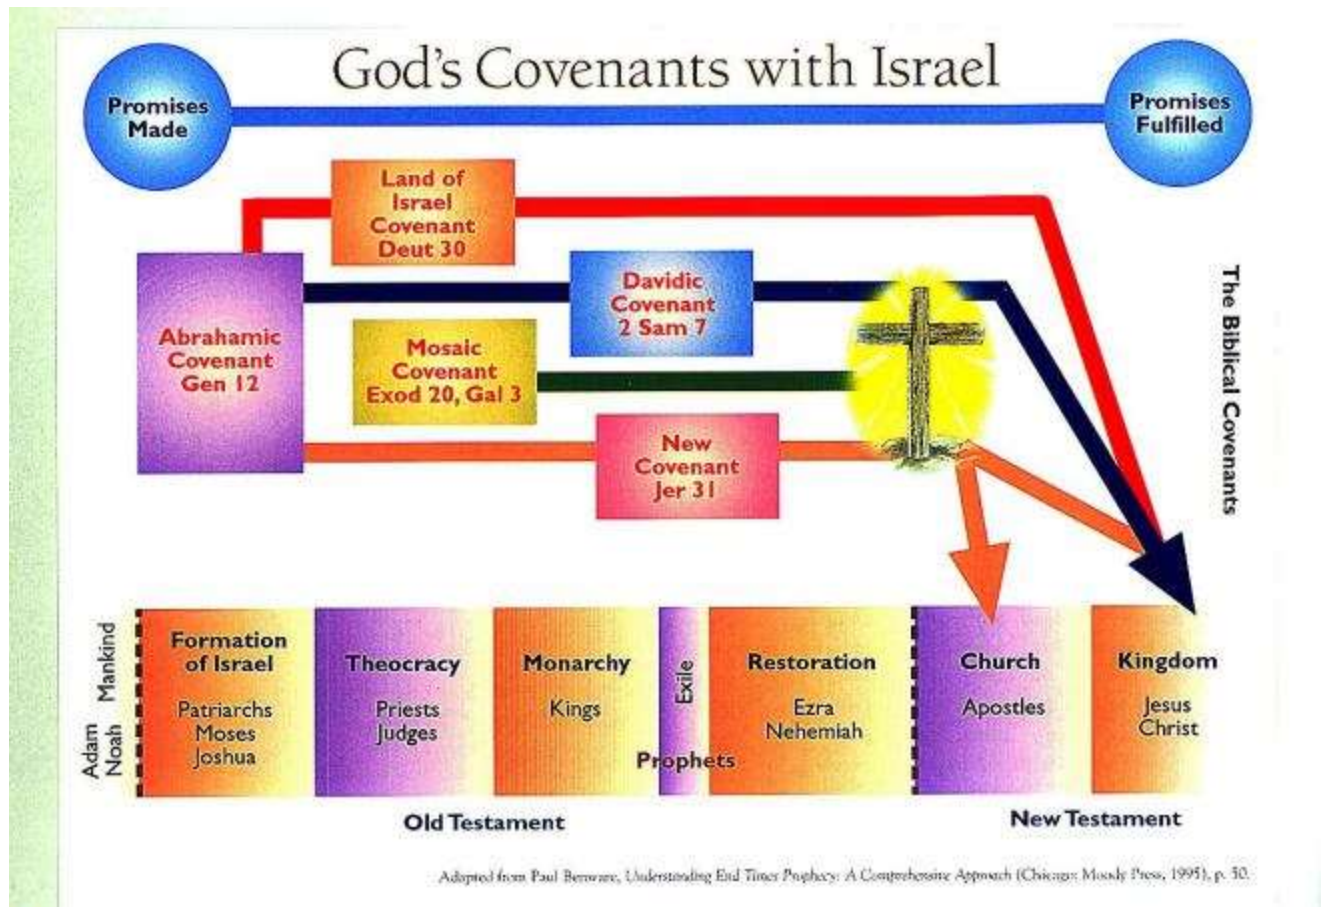 God's Covenants with Israel
Promises
Made
Promises
Fulfilled
Land of
Israel
Covenant
Deut 30
Abrahamic
Covenant
Gen 12
Davidic
Covenant
2 Sam 7
Mosaic
Covenant
Exod 20, Gal 3
New
Covenant
Jer 31
The Biblical Covenants
Adam
Noah
Mankind
Formation
of Israel
Patriarchs
Moses
Joshua
Theocracy
Priests
Judges
Monarchy
Kings
Exile
Prophets
Restoration
Ezra
Nehemiah
Church
Apostles
Kingdom
Jesus
Christ
Old Testament
New Testament
Adapted from Paul Benware, Understanding End Times Prophecy: A Comprehensive Approach (Chicago: Moody Press, 1995), p. 50.